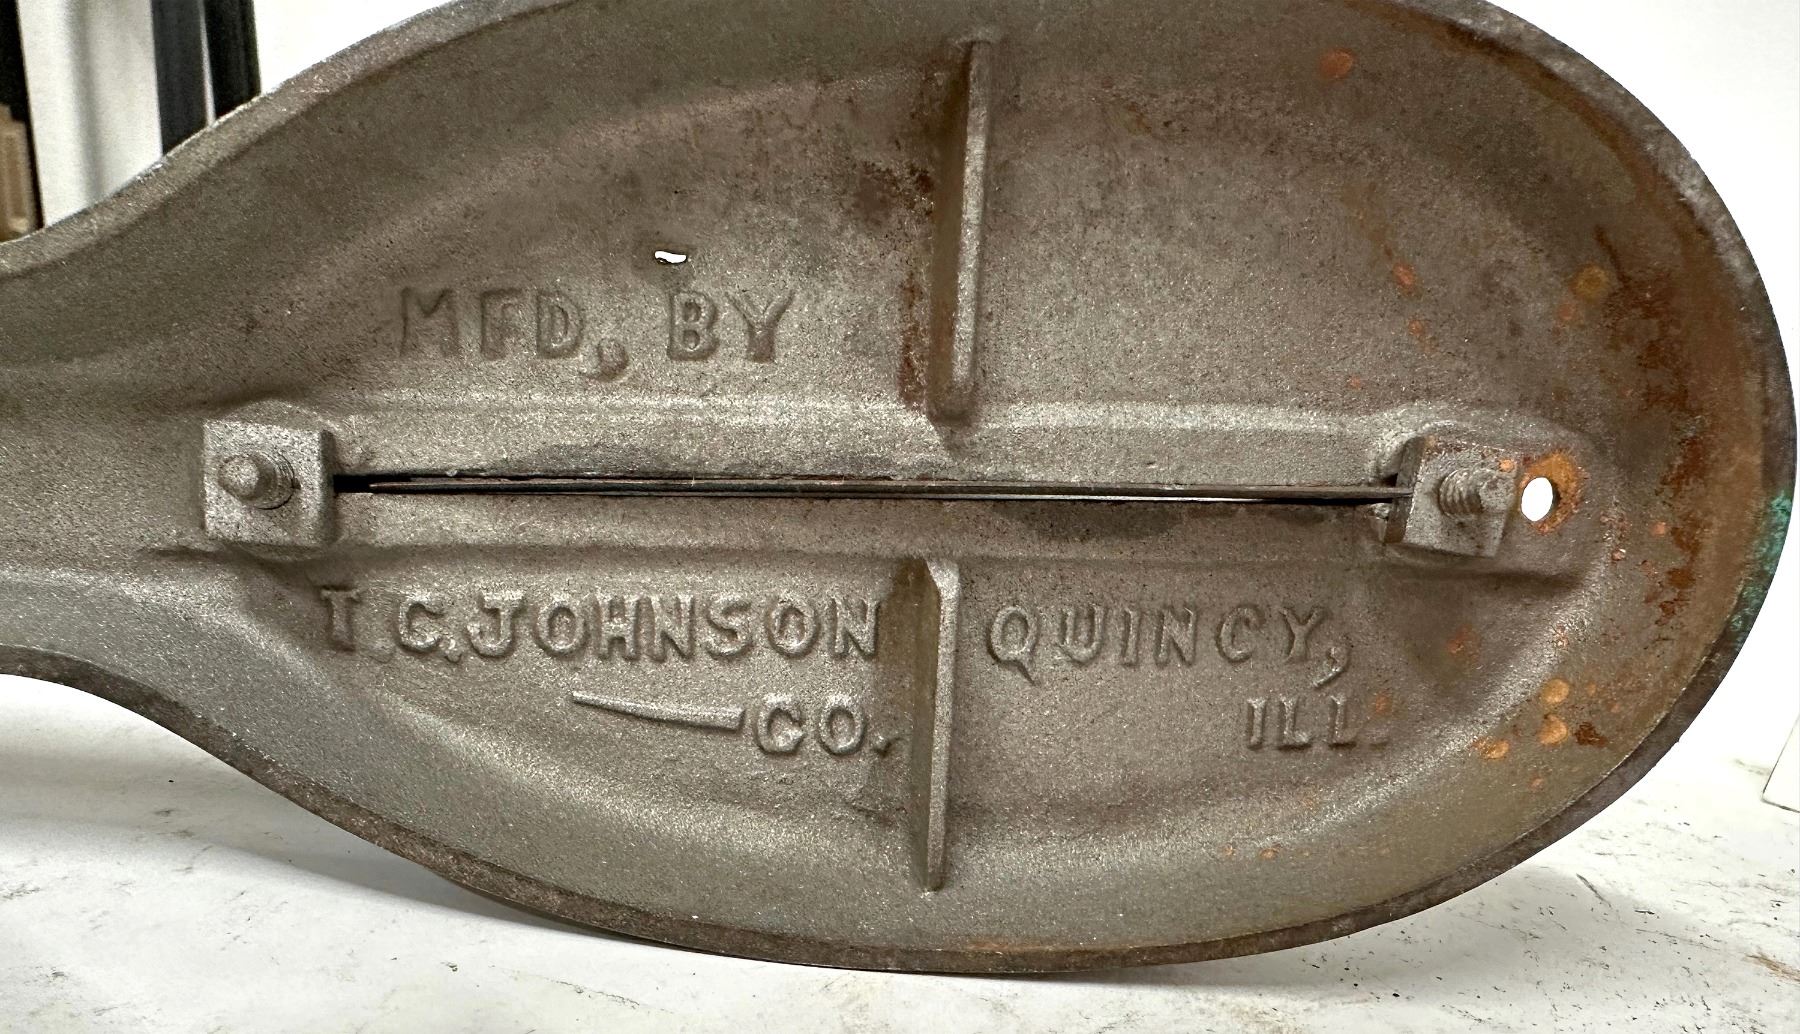 MFD, BY
T C. JOHNSON QUINCY,
—CO. ILL.